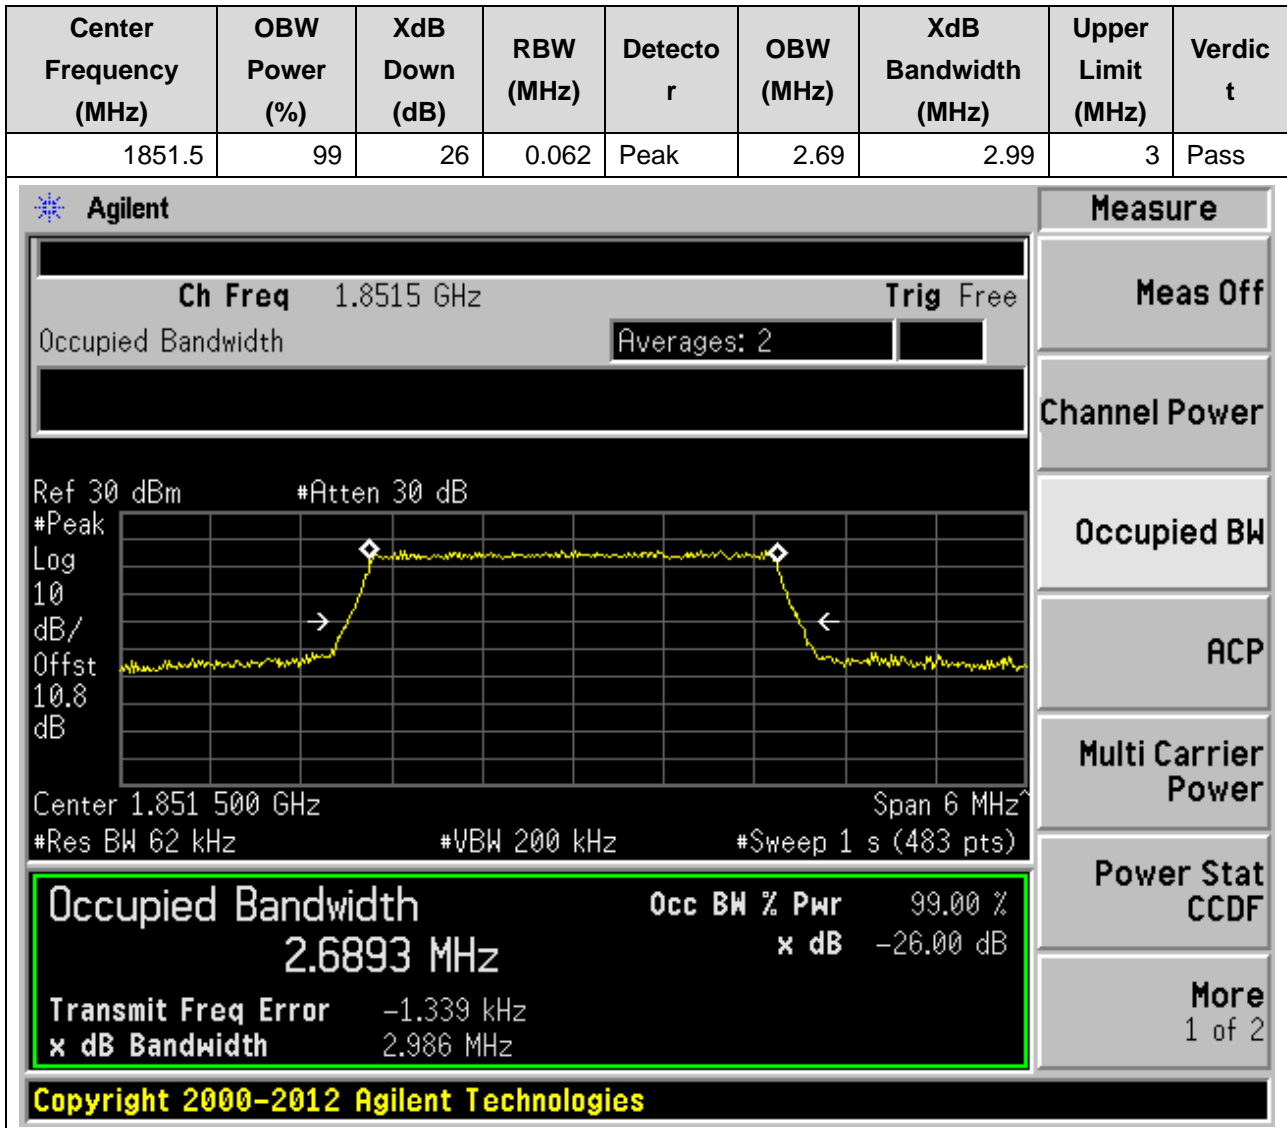 Center Frequency (MHz) OBW Power (%) XdB Down (dB) RBW (MHz) Detecto r OBW (MHz) XdB Bandwidth (MHz) Upper Limit (MHz) Verdic t
1851.5 99 26 0.062 Peak 2.69 2.99 3 Pass
Agilent
Measure
Ch Freq 1.8515 GHz Trig Free
Occupied Bandwidth Averages: 2
Meas Off
Channel Power
Occupied BW
ACP
Multi Carrier
Power
Power Stat
CCDF
More
1 of 2
Ref 30 dBm #Atten 30 dB
#Peak
Log
10
dB/
Offst
10.8
dB
Center 1.851 500 GHz Span 6 MHz^
#Res BW 62 kHz #VBW 200 kHz #Sweep 1 s (483 pts)
Occupied Bandwidth Occ BW % Pwr 99.00 %
2.6893 MHz x dB -26.00 dB
Transmit Freq Error -1.339 kHz
x dB Bandwidth 2.986 MHz
Copyright 2000-2012 Agilent Technologies